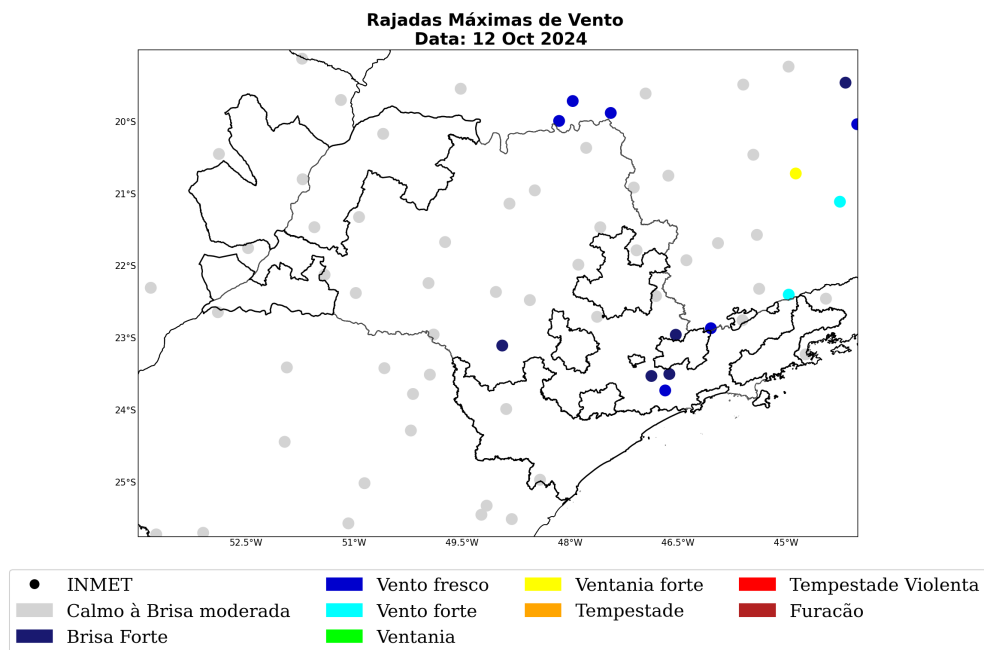 Rajadas Máximas de Vento
Data: 12 Oct 2024
20°S
21°S
22°S
23°S
24°S
25°S
52.5°W
51°W
49.5°W
48°W
46.5°W
45°W
INMET
Calmo à Brisa moderada
Brisa Forte
Vento fresco
Vento forte
Ventania
Ventania forte
Tempestade
Tempestade Violenta
Furacão